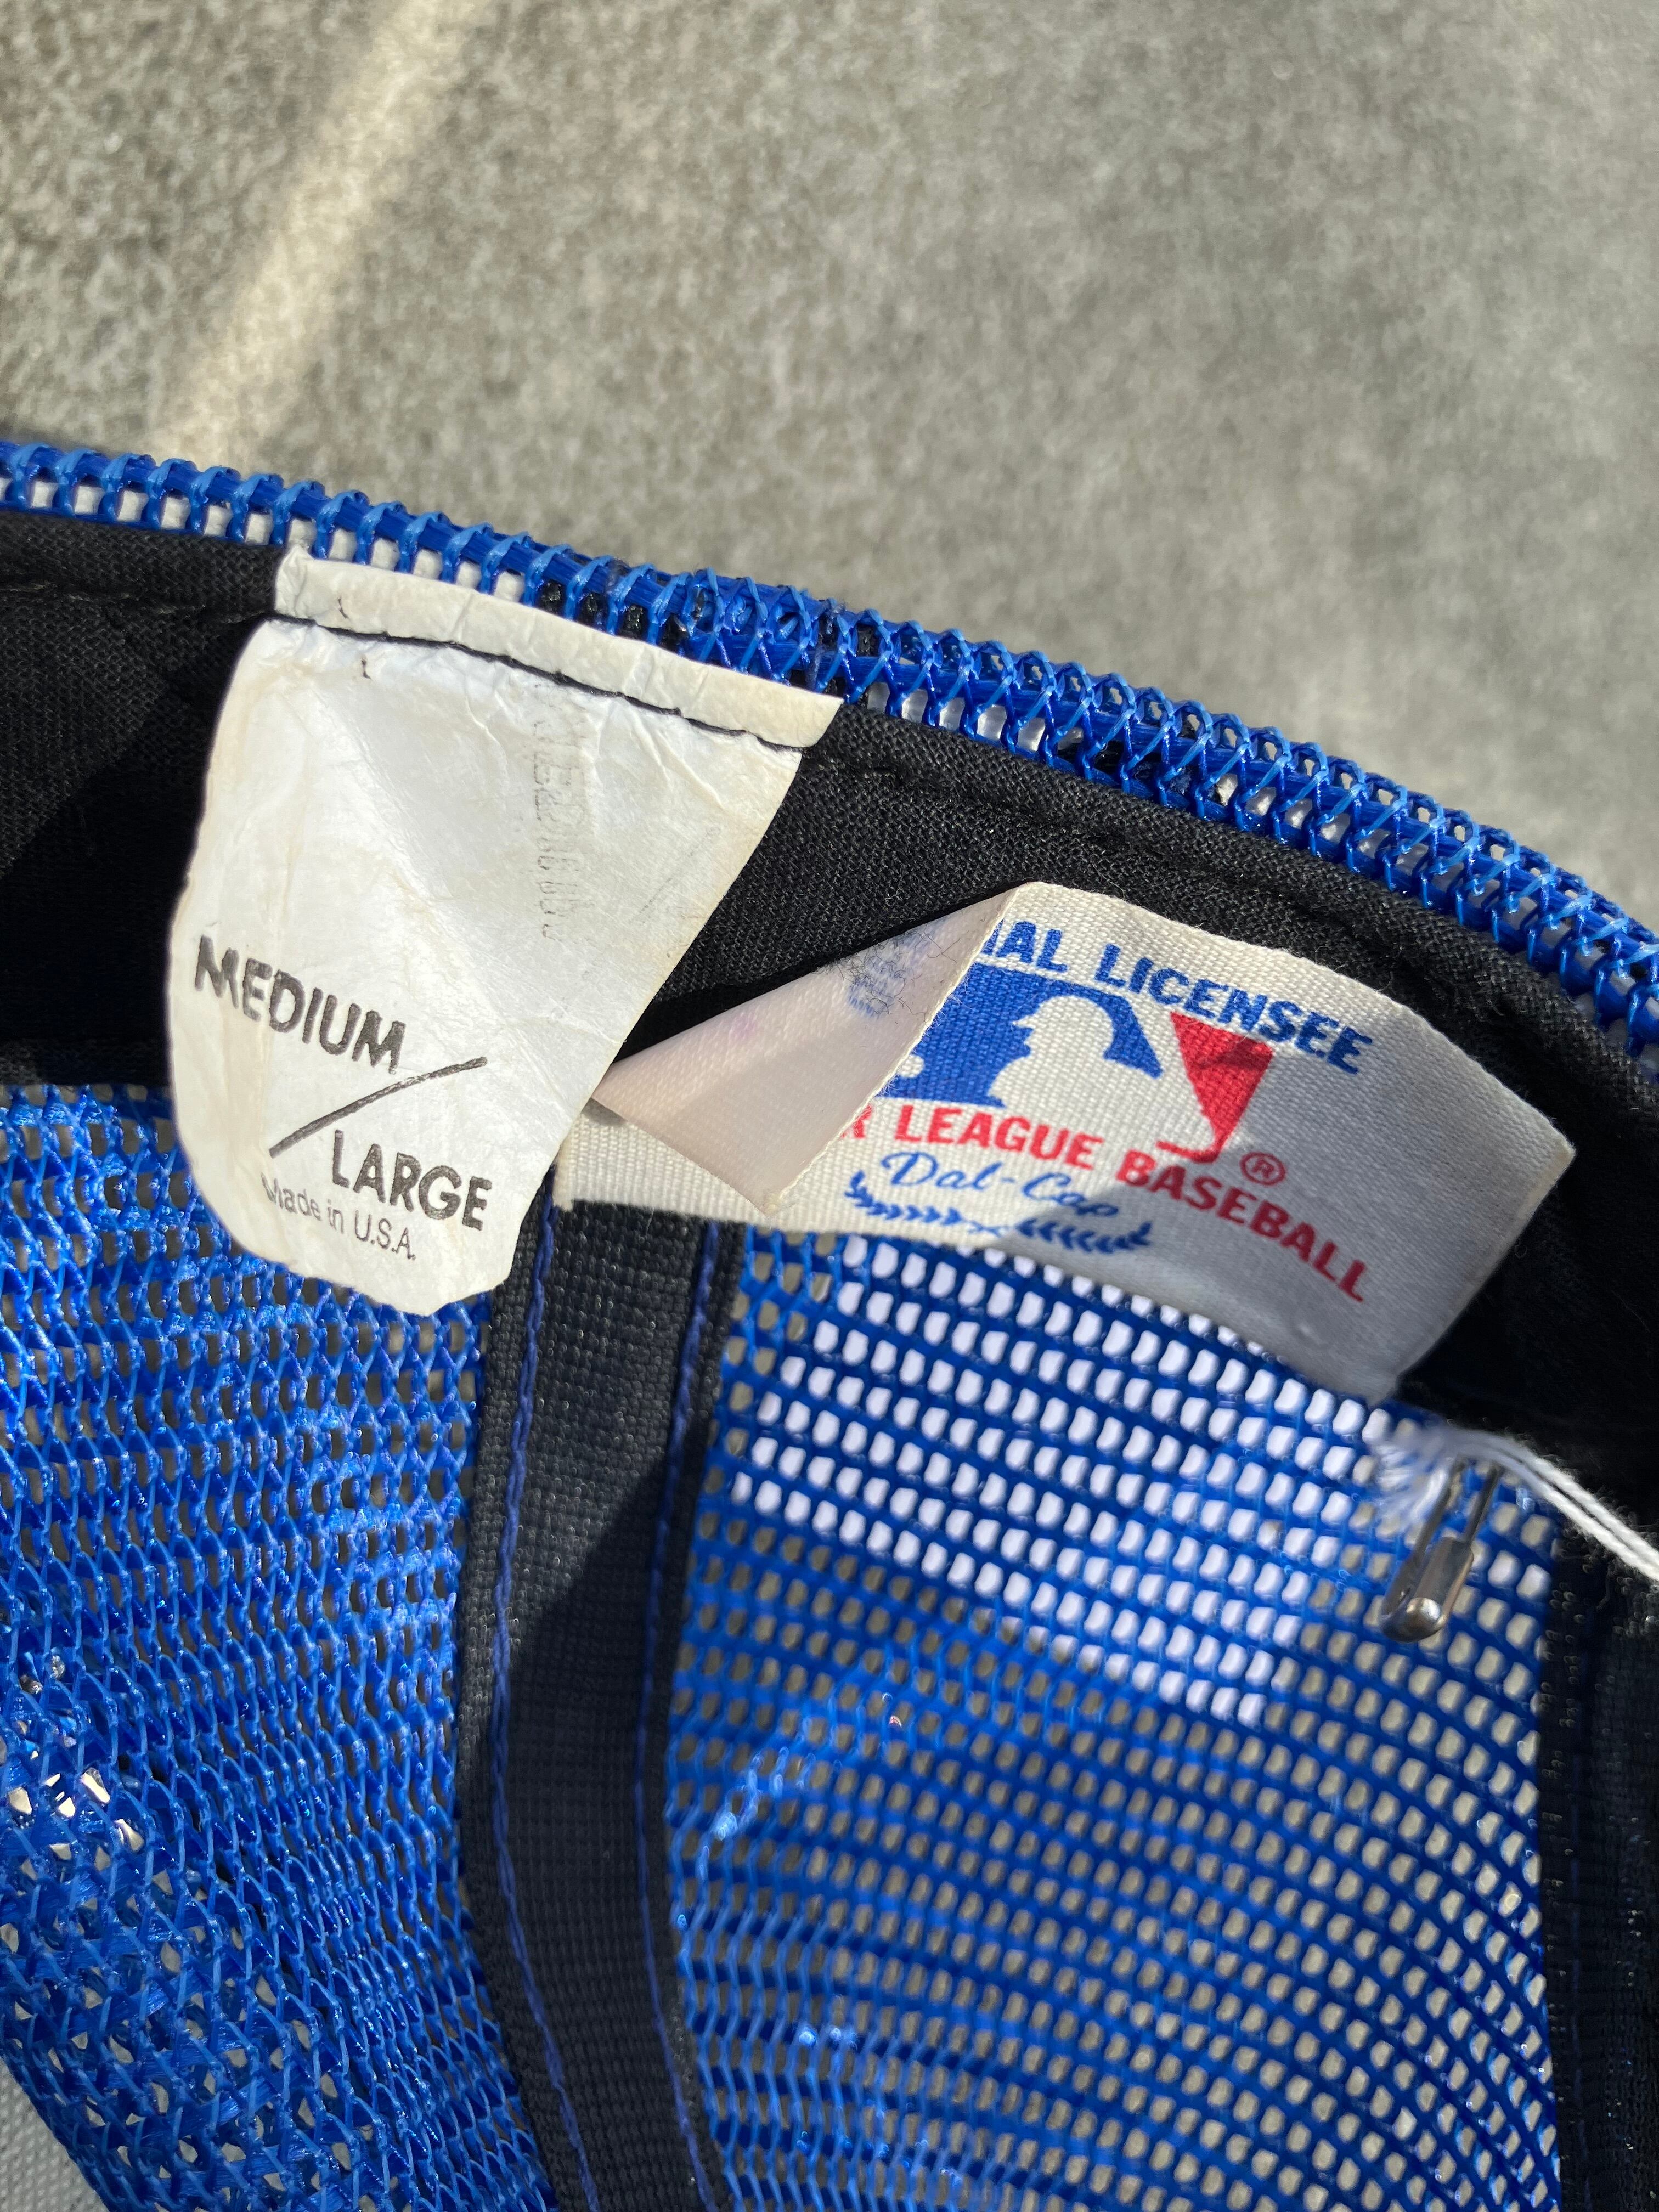 MEDIUM/
LARGE
Made in U.S.A.
IAL LICENSEE
R LEAGUE BASEBALL
®
Dal-Cap